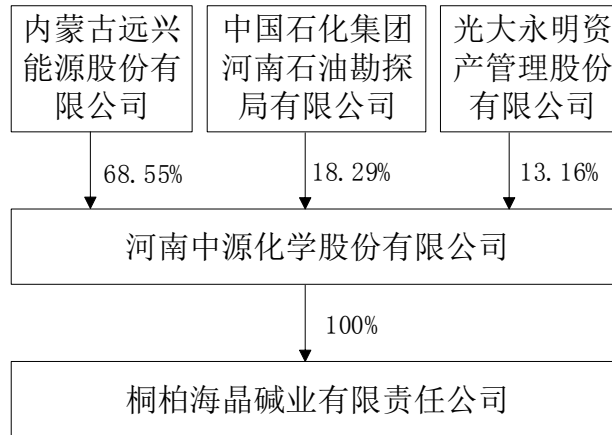 内蒙古远兴
能源股份有
限公司
中国石化集团
河南石油勘探
局有限公司
光大永明资
产管理股份
有限公司
68.55%
18.29%
13.16%
河南中源化学股份有限公司
100%
桐柏海晶碱业有限责任公司